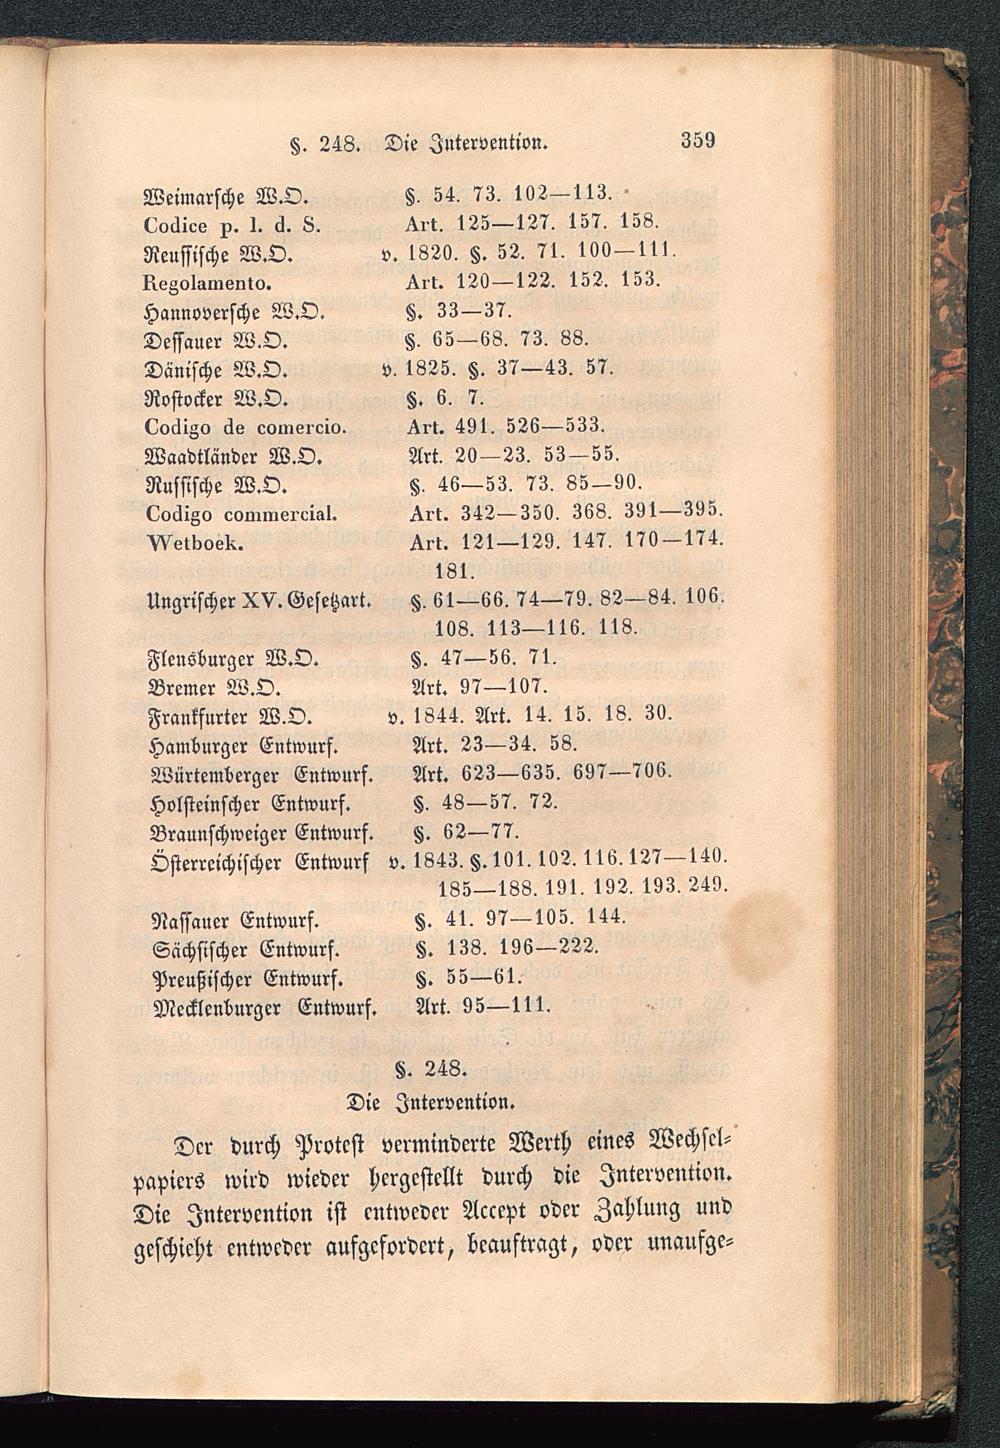 §. 248. Die Intervention. 359
Weimarsche W.O. §. 54. 73. 102—113.
Codice p. l. d. S. Art. 125—127. 157. 158.
Reussische W.O. v. 1820. §. 52. 71. 100—111.
Regolamento. Art. 120—122. 152. 153.
Hannoversche W.O. §. 33—37.
Dessauer W.O. §. 65—68. 73. 88.
Dänische W.O. v. 1825. §. 37—43. 57.
Rostocker W.O. §. 6. 7.
Codigo de comercio. Art. 491. 526—533.
Waadtländer W.O. Art. 20—23. 53—55.
Russische W.O. §. 46—53. 73. 85—90.
Codigo commercial. Art. 342—350. 368. 391—395.
Wetboek. Art. 121—129. 147. 170—174.
181.
Ungrischer XV. Gesetzart. §. 61—66. 74—79. 82—84. 106.
108. 113—116. 118.
Flensburger W.O. §. 47—56. 71.
Bremer W.O. Art. 97—107.
Frankfurter W.O. v. 1844. Art. 14. 15. 18. 30.
Hamburger Entwurf. Art. 23—34. 58.
Würtemberger Entwurf. Art. 623—635. 697—706.
Holsteinscher Entwurf. §. 48—57. 72.
Braunschweiger Entwurf. §. 62—77.
Österreichischer Entwurf v. 1843. §. 101. 102. 116. 127—140.
185—188. 191. 192. 193. 249.
Nassauer Entwurf. §. 41. 97—105. 144.
Sächsischer Entwurf. §. 138. 196—222.
Preußischer Entwurf. §. 55—61.
Mecklenburger Entwurf. Art. 95—111.
§. 248.
Die Intervention.
Der durch Protest verminderte Werth eines Wechsel-
papiers wird wieder hergestellt durch die Intervention.
Die Intervention ist entweder Accept oder Zahlung und
geschieht entweder aufgefordert, beauftragt, oder unaufge-